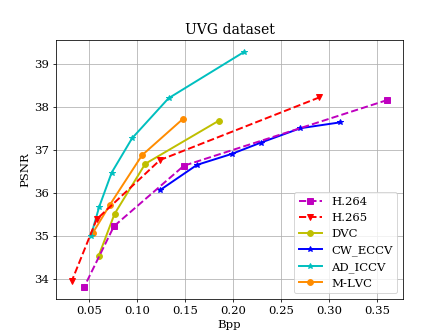 UVG dataset
39
38
37
36
35
34
PSNR
0.05
0.10
0.15
0.20
0.25
0.30
0.35
Bpp
H.264
H.265
DVC
CW_ECCV
AD_ICCV
M-LVC